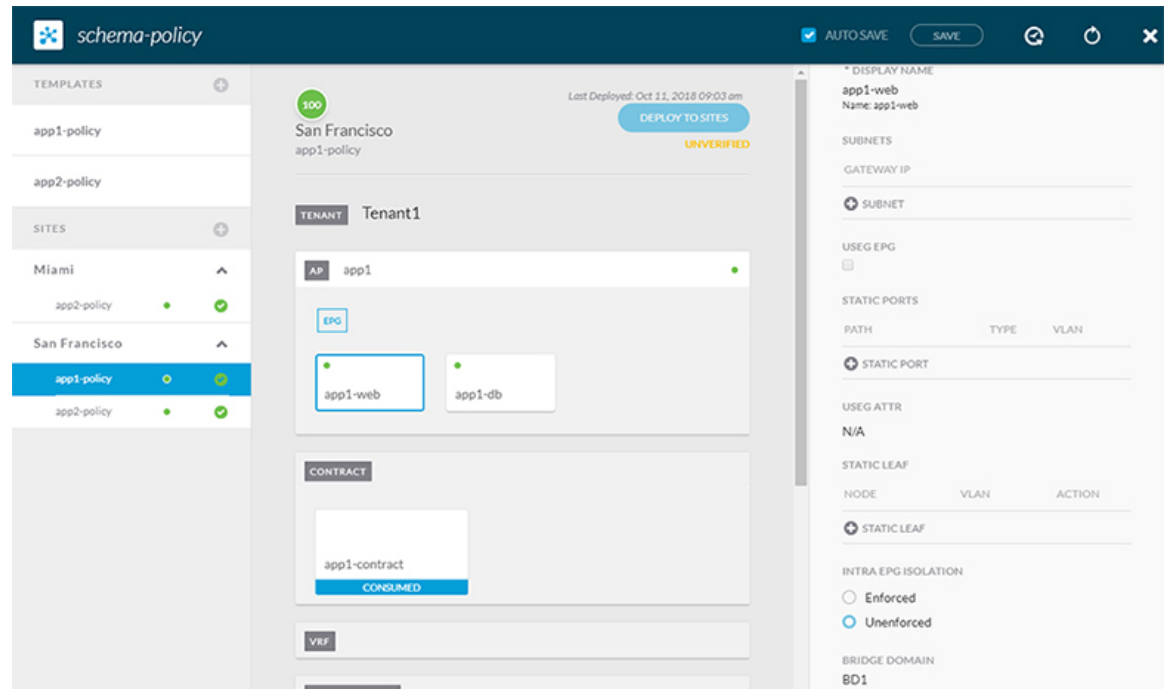 schema-policy
AUTO SAVE
SAVE
TEMPLATES
app1-policy
app2-policy
SITES
Miami
app2-policy
San Francisco
app1-policy
app2-policy
100
Last Deployed: Oct 11, 2018 09:03 am
San Francisco
DEPLOY TO SITES
app1-policy
UNVERIFIED
TENANT Tenant1
AP app1
EPG
app1-web
app1-db
CONTRACT
app1-contract
CONSUMED
VRF
* DISPLAY NAME
app1-web
Name: app1-web
SUBNETS
GATEWAY IP
SUBNET
USEG EPG
STATIC PORTS
PATH TYPE VLAN
STATIC PORT
USEG ATTR
N/A
STATIC LEAF
NODE VLAN ACTION
STATIC LEAF
INTRA EPG ISOLATION
Enforced
Unenforced
BRIDGE DOMAIN
BD1